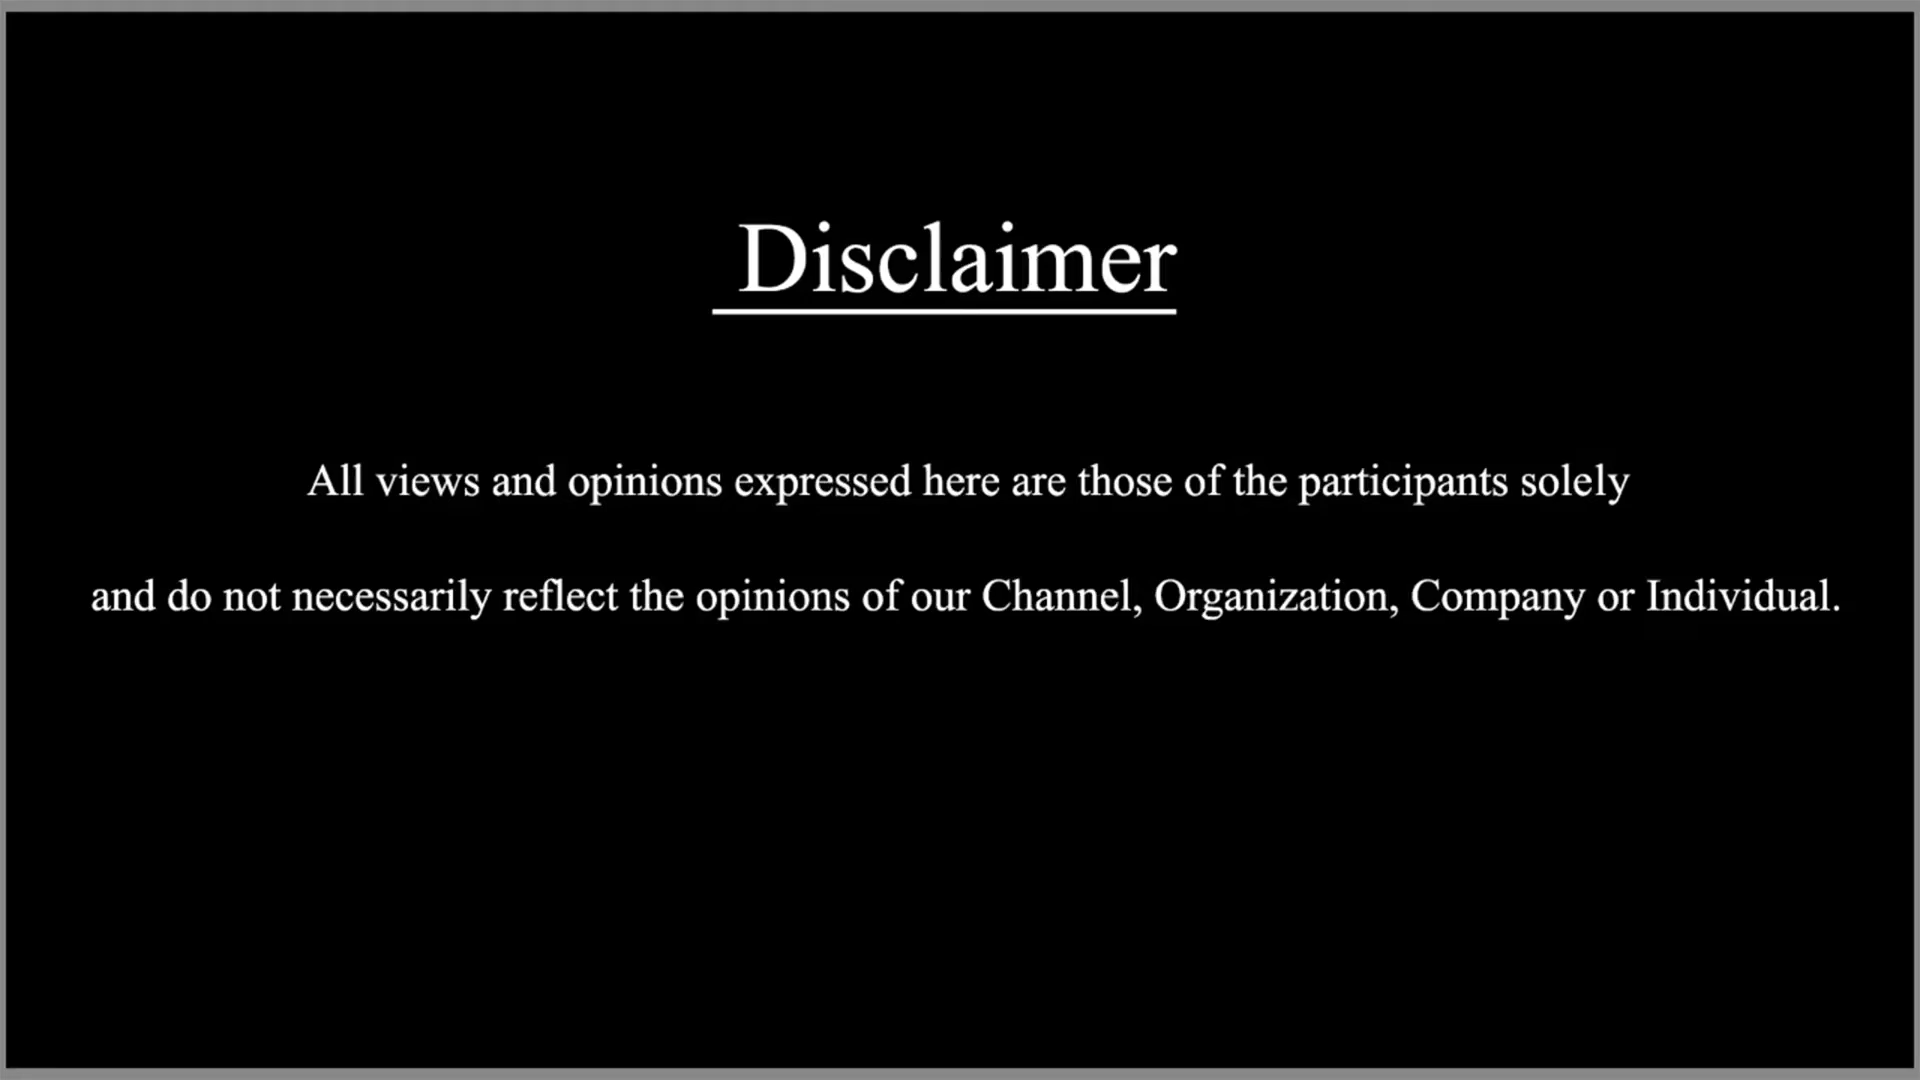 Disclaimer
All views and opinions expressed here are those of the participants solely
and do not necessarily reflect the opinions of our Channel, Organization, Company or Individual.